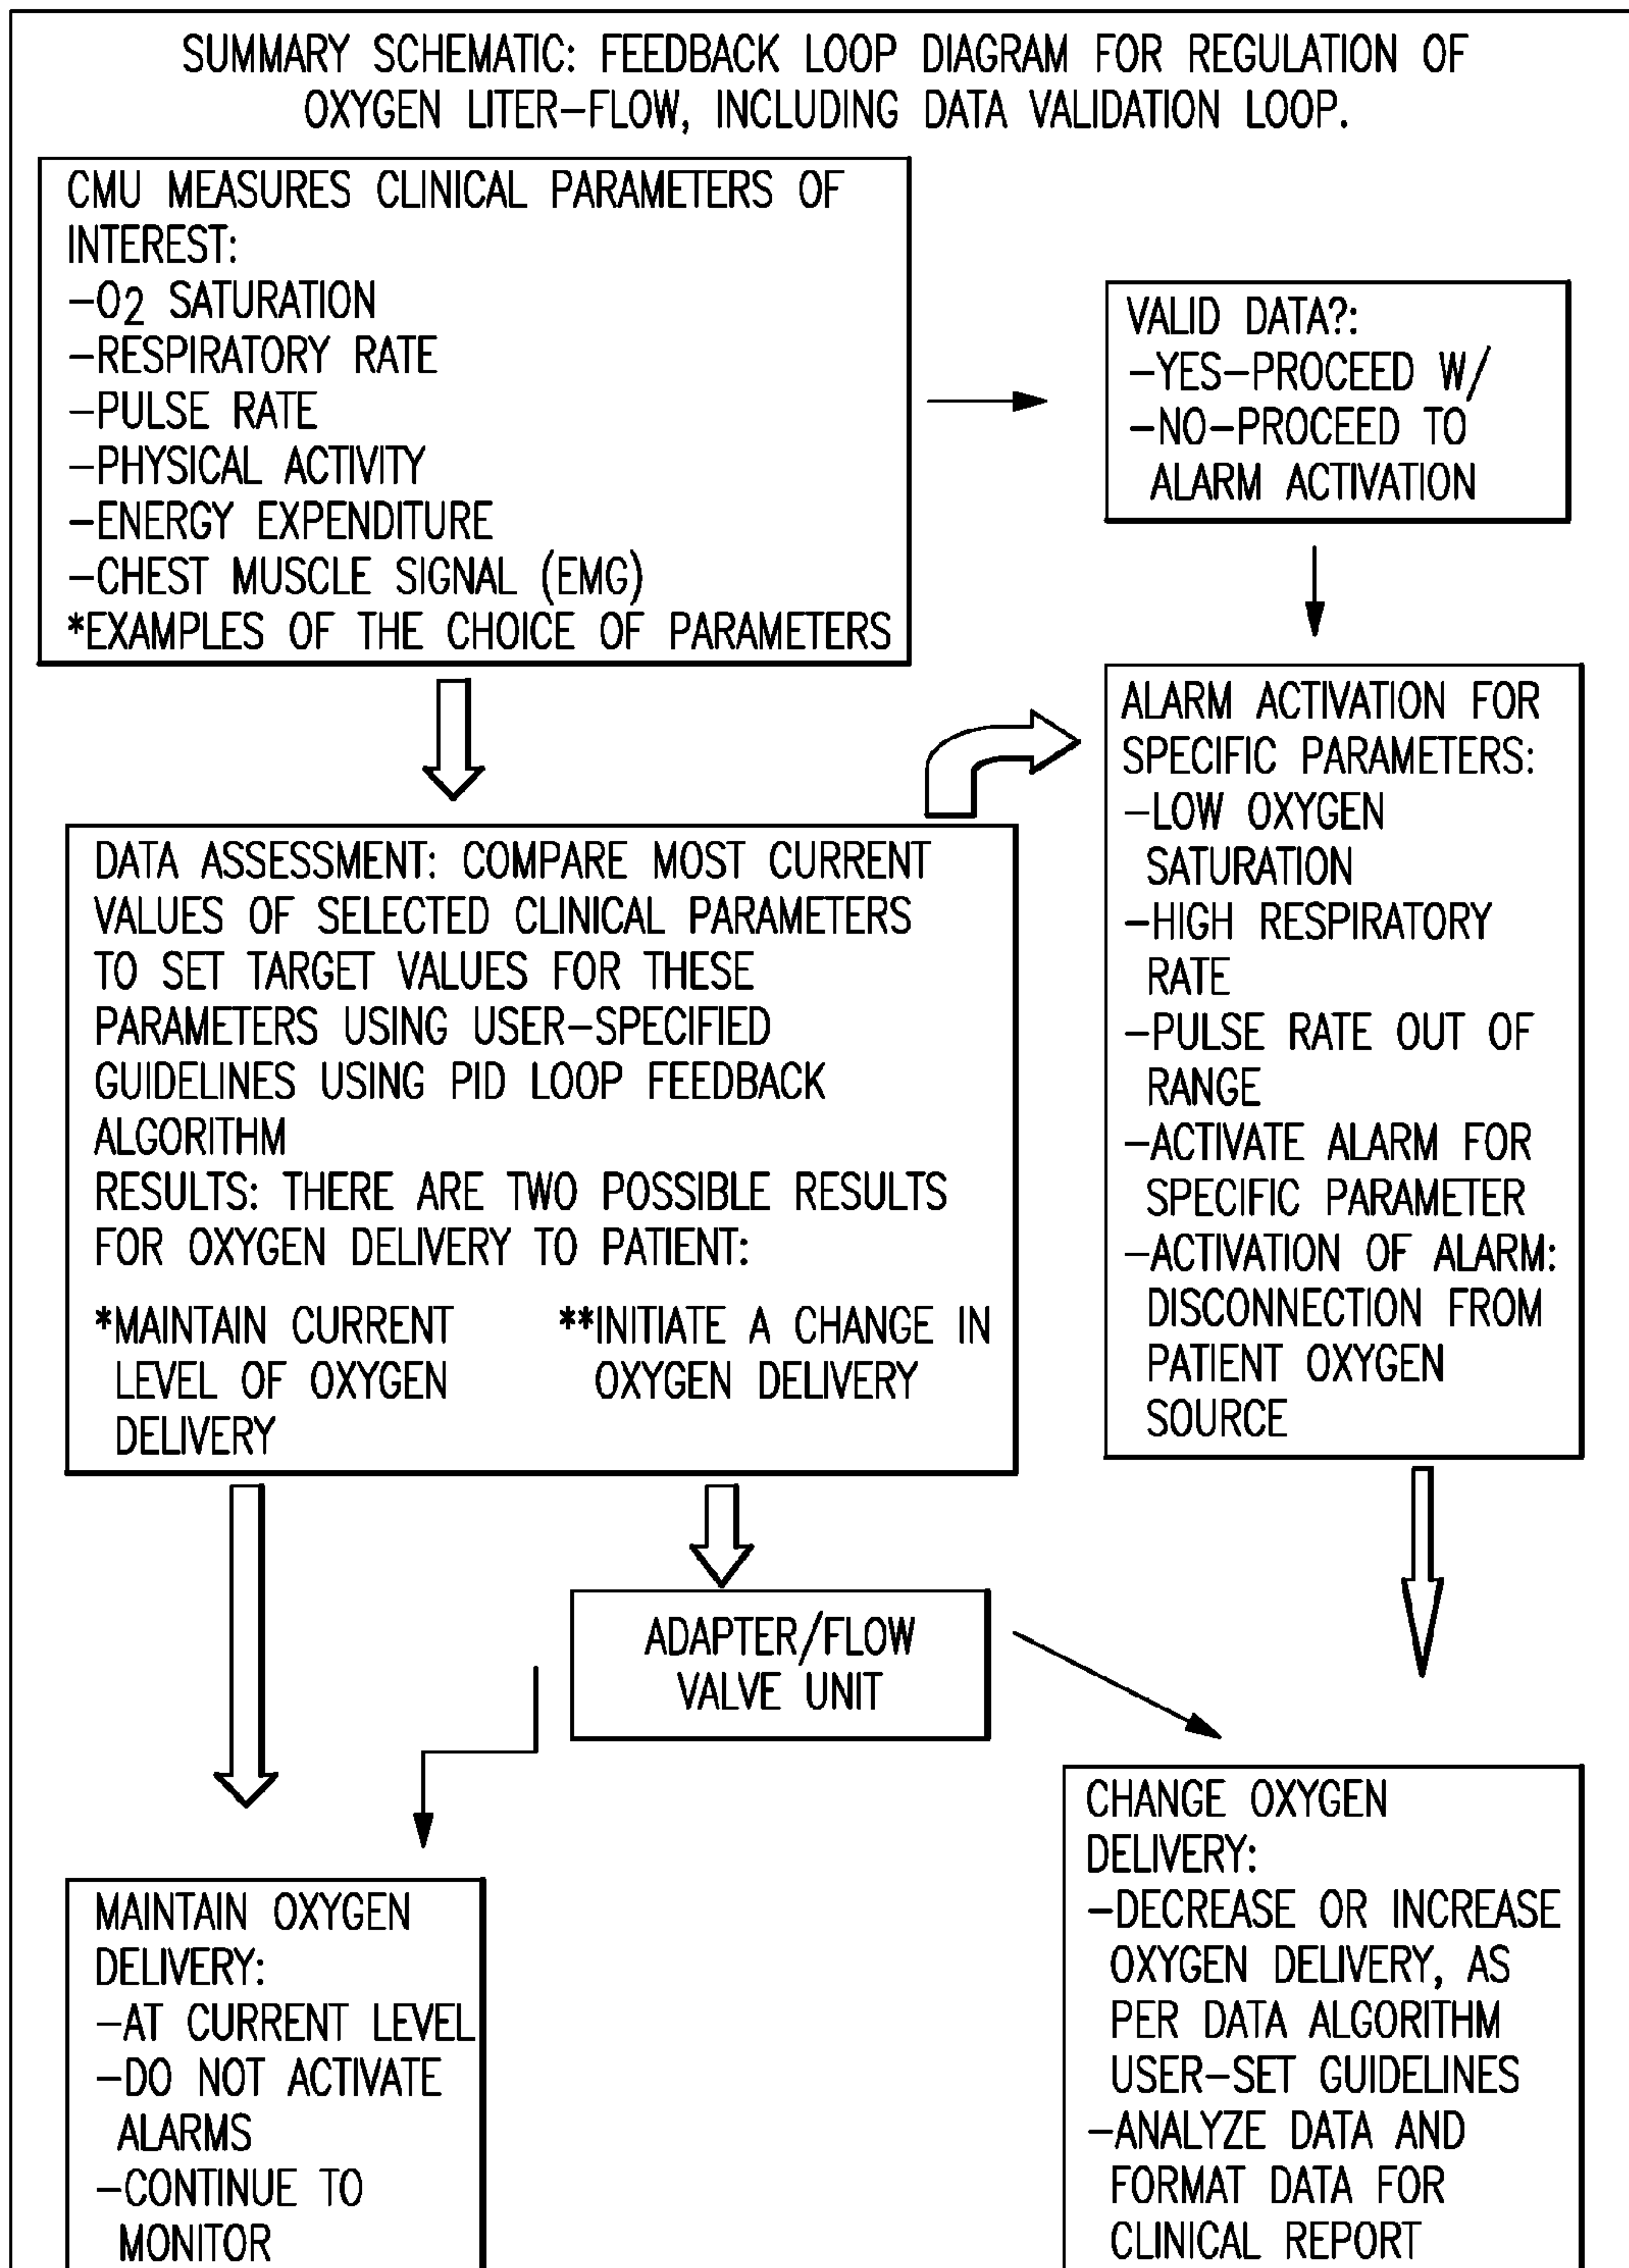 SUMMARY SCHEMATIC: FEEDBACK LOOP DIAGRAM FOR REGULATION OF
OXYGEN LITER-FLOW, INCLUDING DATA VALIDATION LOOP.
CMU MEASURES CLINICAL PARAMETERS OF
INTEREST:
-O2 SATURATION
-RESPIRATORY RATE
-PULSE RATE
-PHYSICAL ACTIVITY
-ENERGY EXPENDITURE
-CHEST MUSCLE SIGNAL (EMG)
*EXAMPLES OF THE CHOICE OF PARAMETERS
VALID DATA?:
-YES-PROCEED W/
-NO-PROCEED TO
ALARM ACTIVATION
DATA ASSESSMENT: COMPARE MOST CURRENT
VALUES OF SELECTED CLINICAL PARAMETERS
TO SET TARGET VALUES FOR THESE
PARAMETERS USING USER-SPECIFIED
GUIDELINES USING PID LOOP FEEDBACK
ALGORITHM
RESULTS: THERE ARE TWO POSSIBLE RESULTS
FOR OXYGEN DELIVERY TO PATIENT:
*MAINTAIN CURRENT
LEVEL OF OXYGEN
DELIVERY
**INITIATE A CHANGE IN
OXYGEN DELIVERY
ALARM ACTIVATION FOR
SPECIFIC PARAMETERS:
-LOW OXYGEN
SATURATION
-HIGH RESPIRATORY
RATE
-PULSE RATE OUT OF
RANGE
-ACTIVATE ALARM FOR
SPECIFIC PARAMETER
-ACTIVATION OF ALARM:
DISCONNECTION FROM
PATIENT OXYGEN
SOURCE
ADAPTER/FLOW
VALVE UNIT
MAINTAIN OXYGEN
DELIVERY:
-AT CURRENT LEVEL
-DO NOT ACTIVATE
ALARMS
-CONTINUE TO
MONITOR
CHANGE OXYGEN
DELIVERY:
-DECREASE OR INCREASE
OXYGEN DELIVERY, AS
PER DATA ALGORITHM
USER-SET GUIDELINES
-ANALYZE DATA AND
FORMAT DATA FOR
CLINICAL REPORT